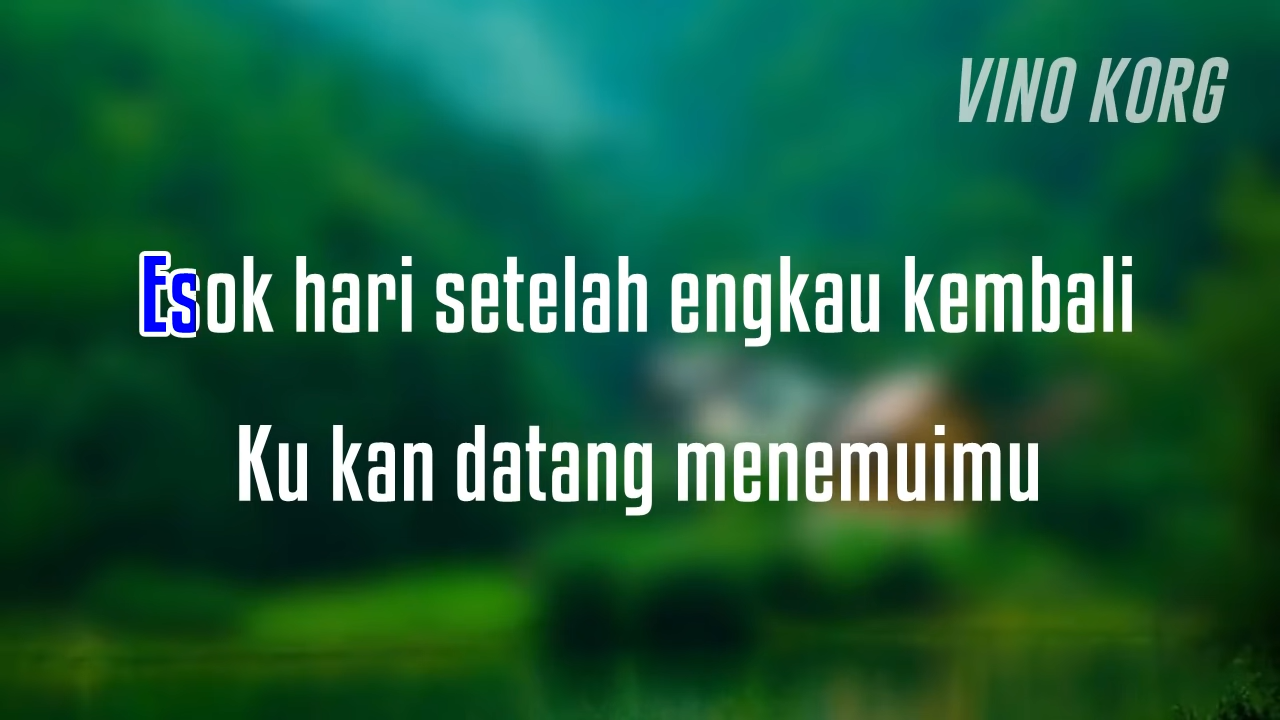 VINO KORG
Esok hari setelah engkau kembali
Ku kan datang menemuimu